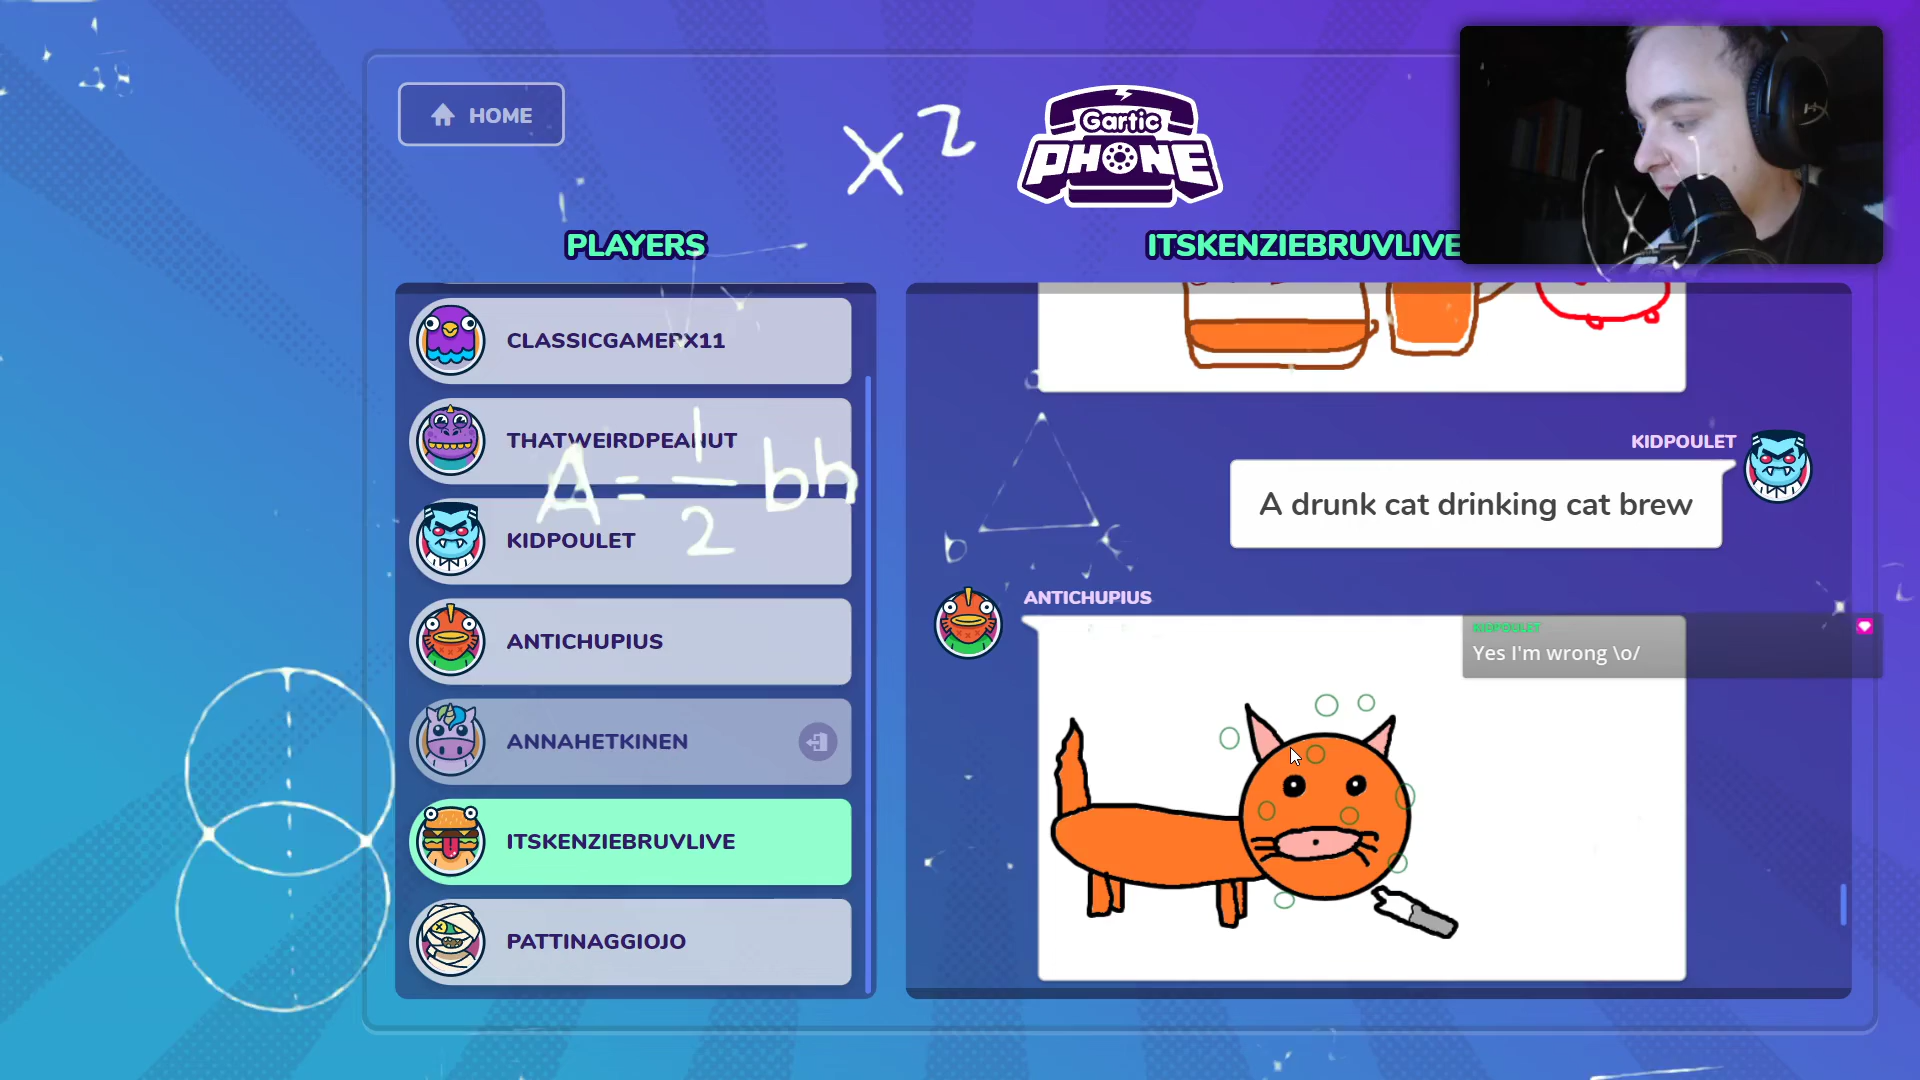 HOME
x²
Gartic
PHONE
PLAYERS
ITSKENZIEBRUVLIVE
CLASSICGAMERX11
THATWEIRDPEANUT
A = 1/2 bh
KIDPOULET
ANTICHUPIUS
ANNAHETKINEN
ITSKENZIEBRUVLIVE
PATTINAGGIOJO
KIDPOULET
A drunk cat drinking cat brew
b
ANTICHUPIUS
KIDPOULET
Yes I'm wrong \o/